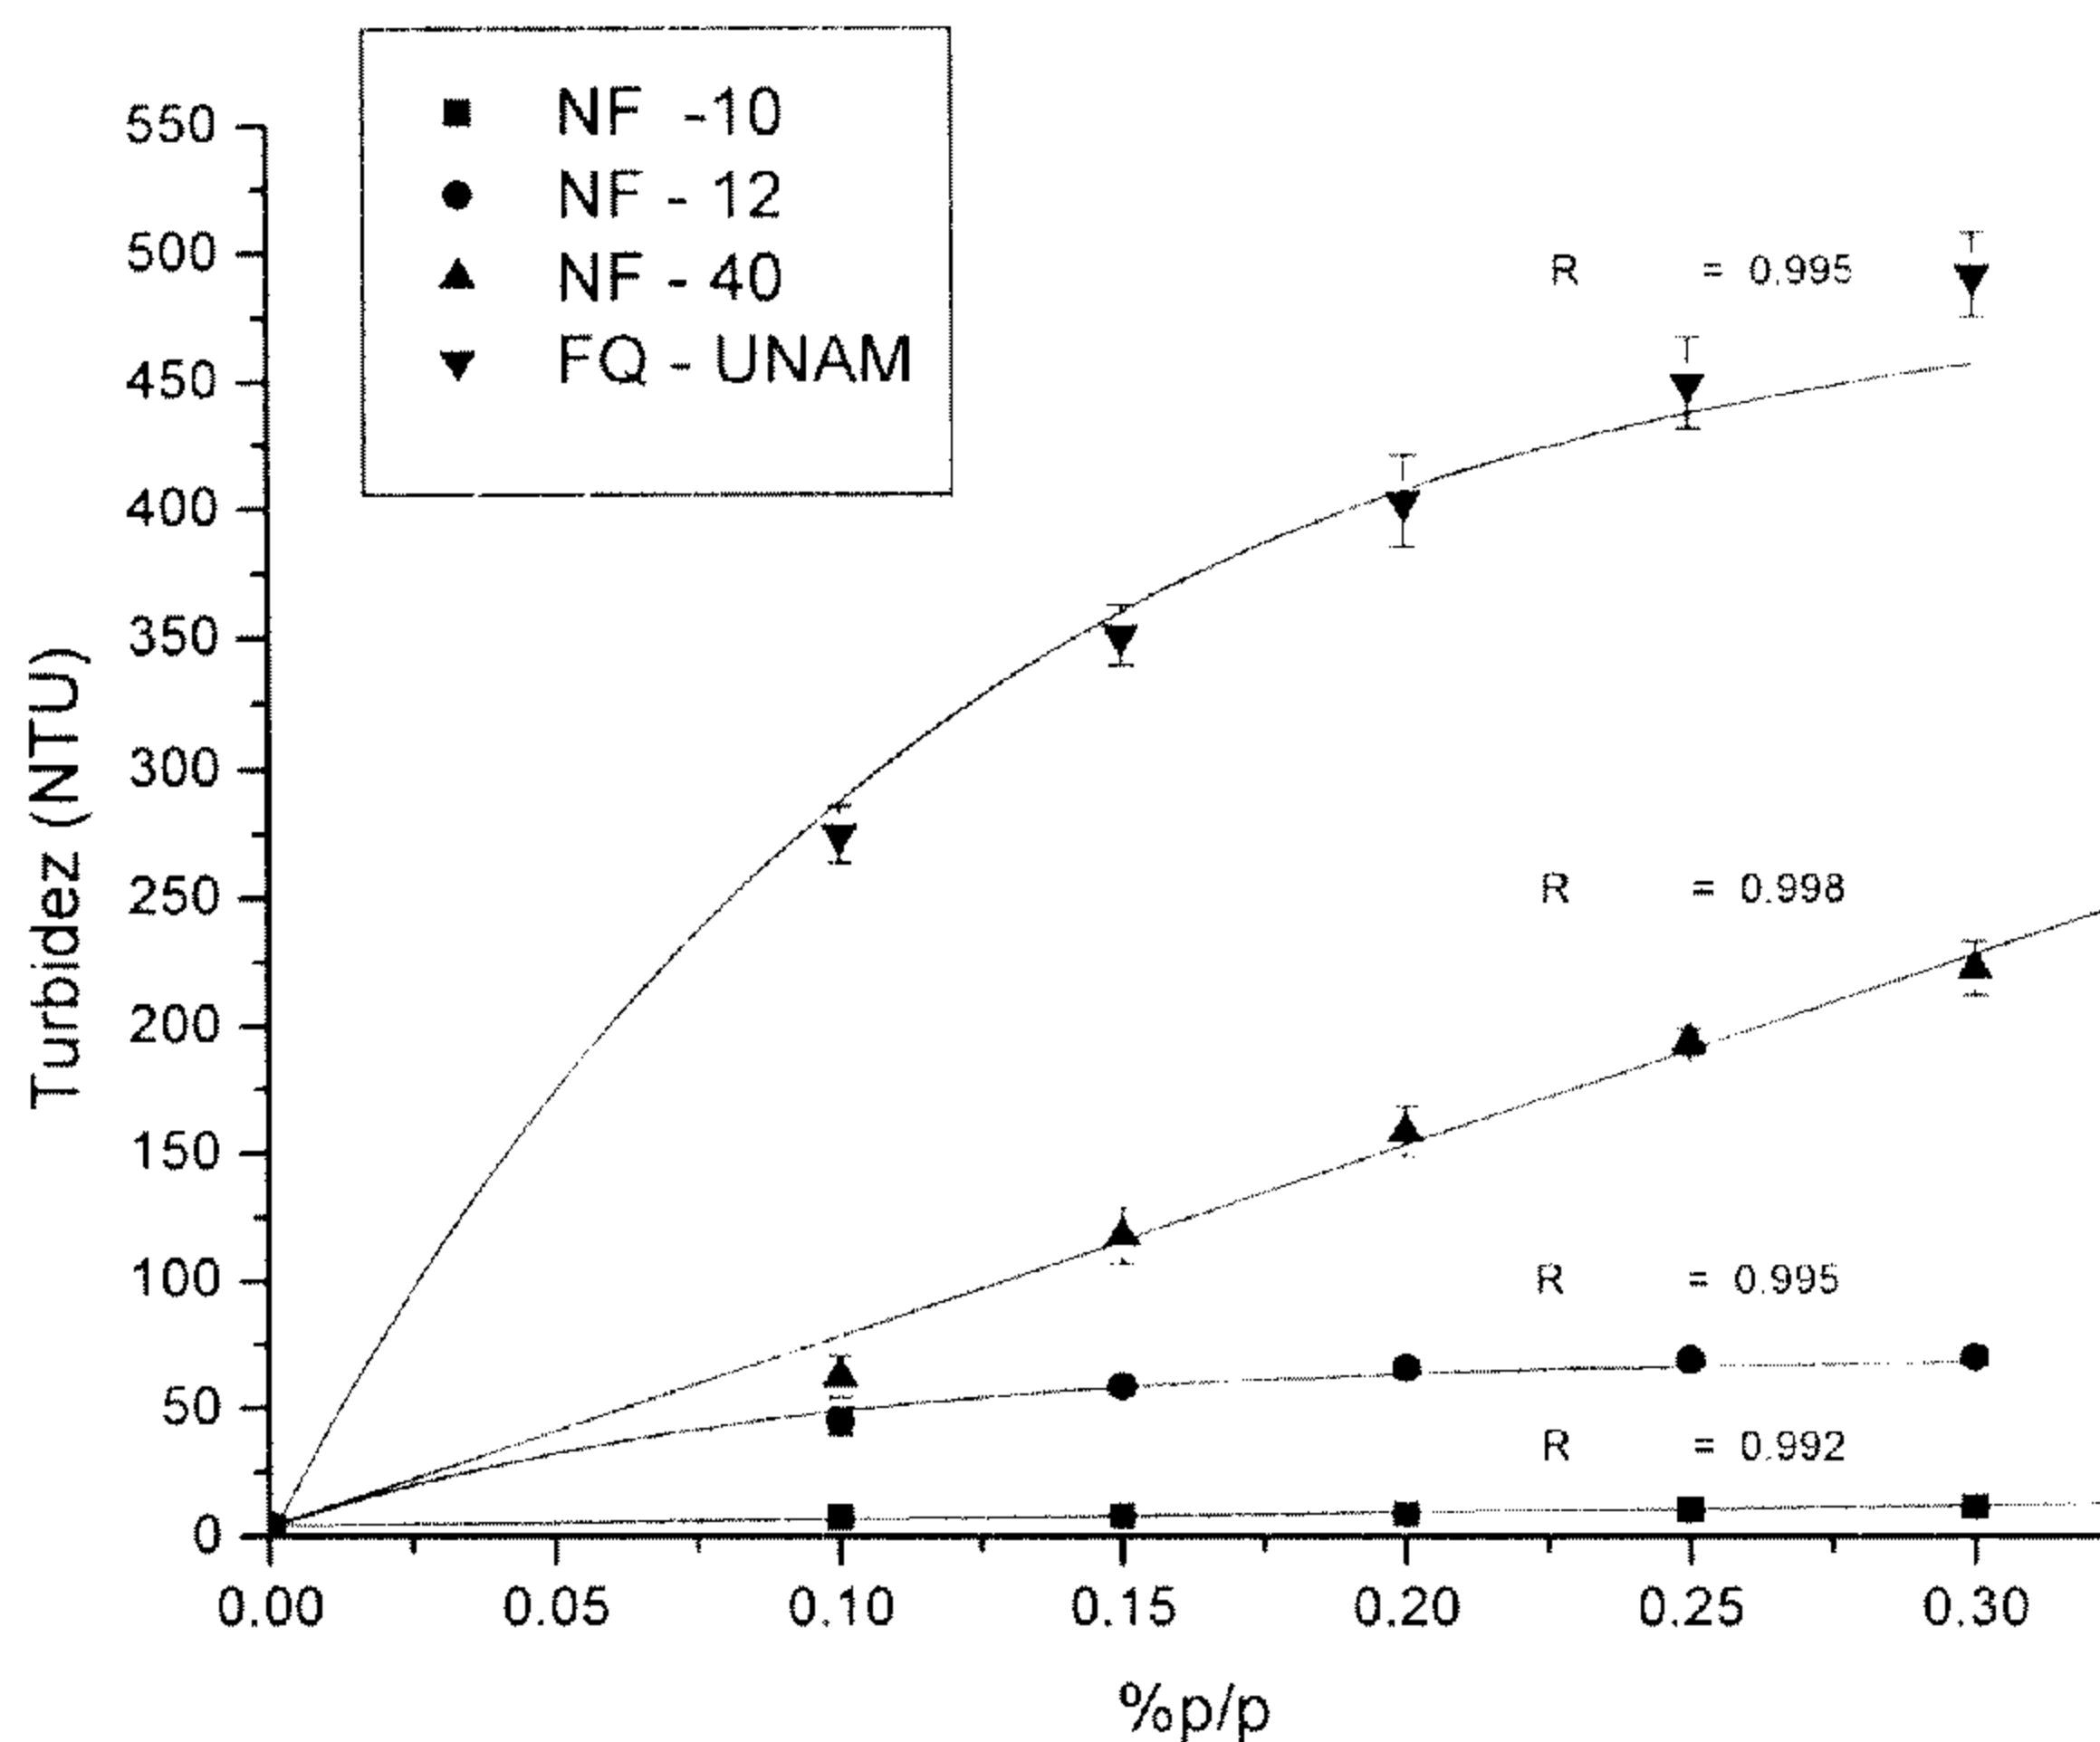 NF -10
NF - 12
NF - 40
FQ - UNAM
550
500
450
400
350
300
250
200
150
100
50
0
Turbidez (NTU)
R = 0.995
R = 0.998
R = 0.995
R = 0.992
0.00 0.05 0.10 0.15 0.20 0.25 0.30
%p/p